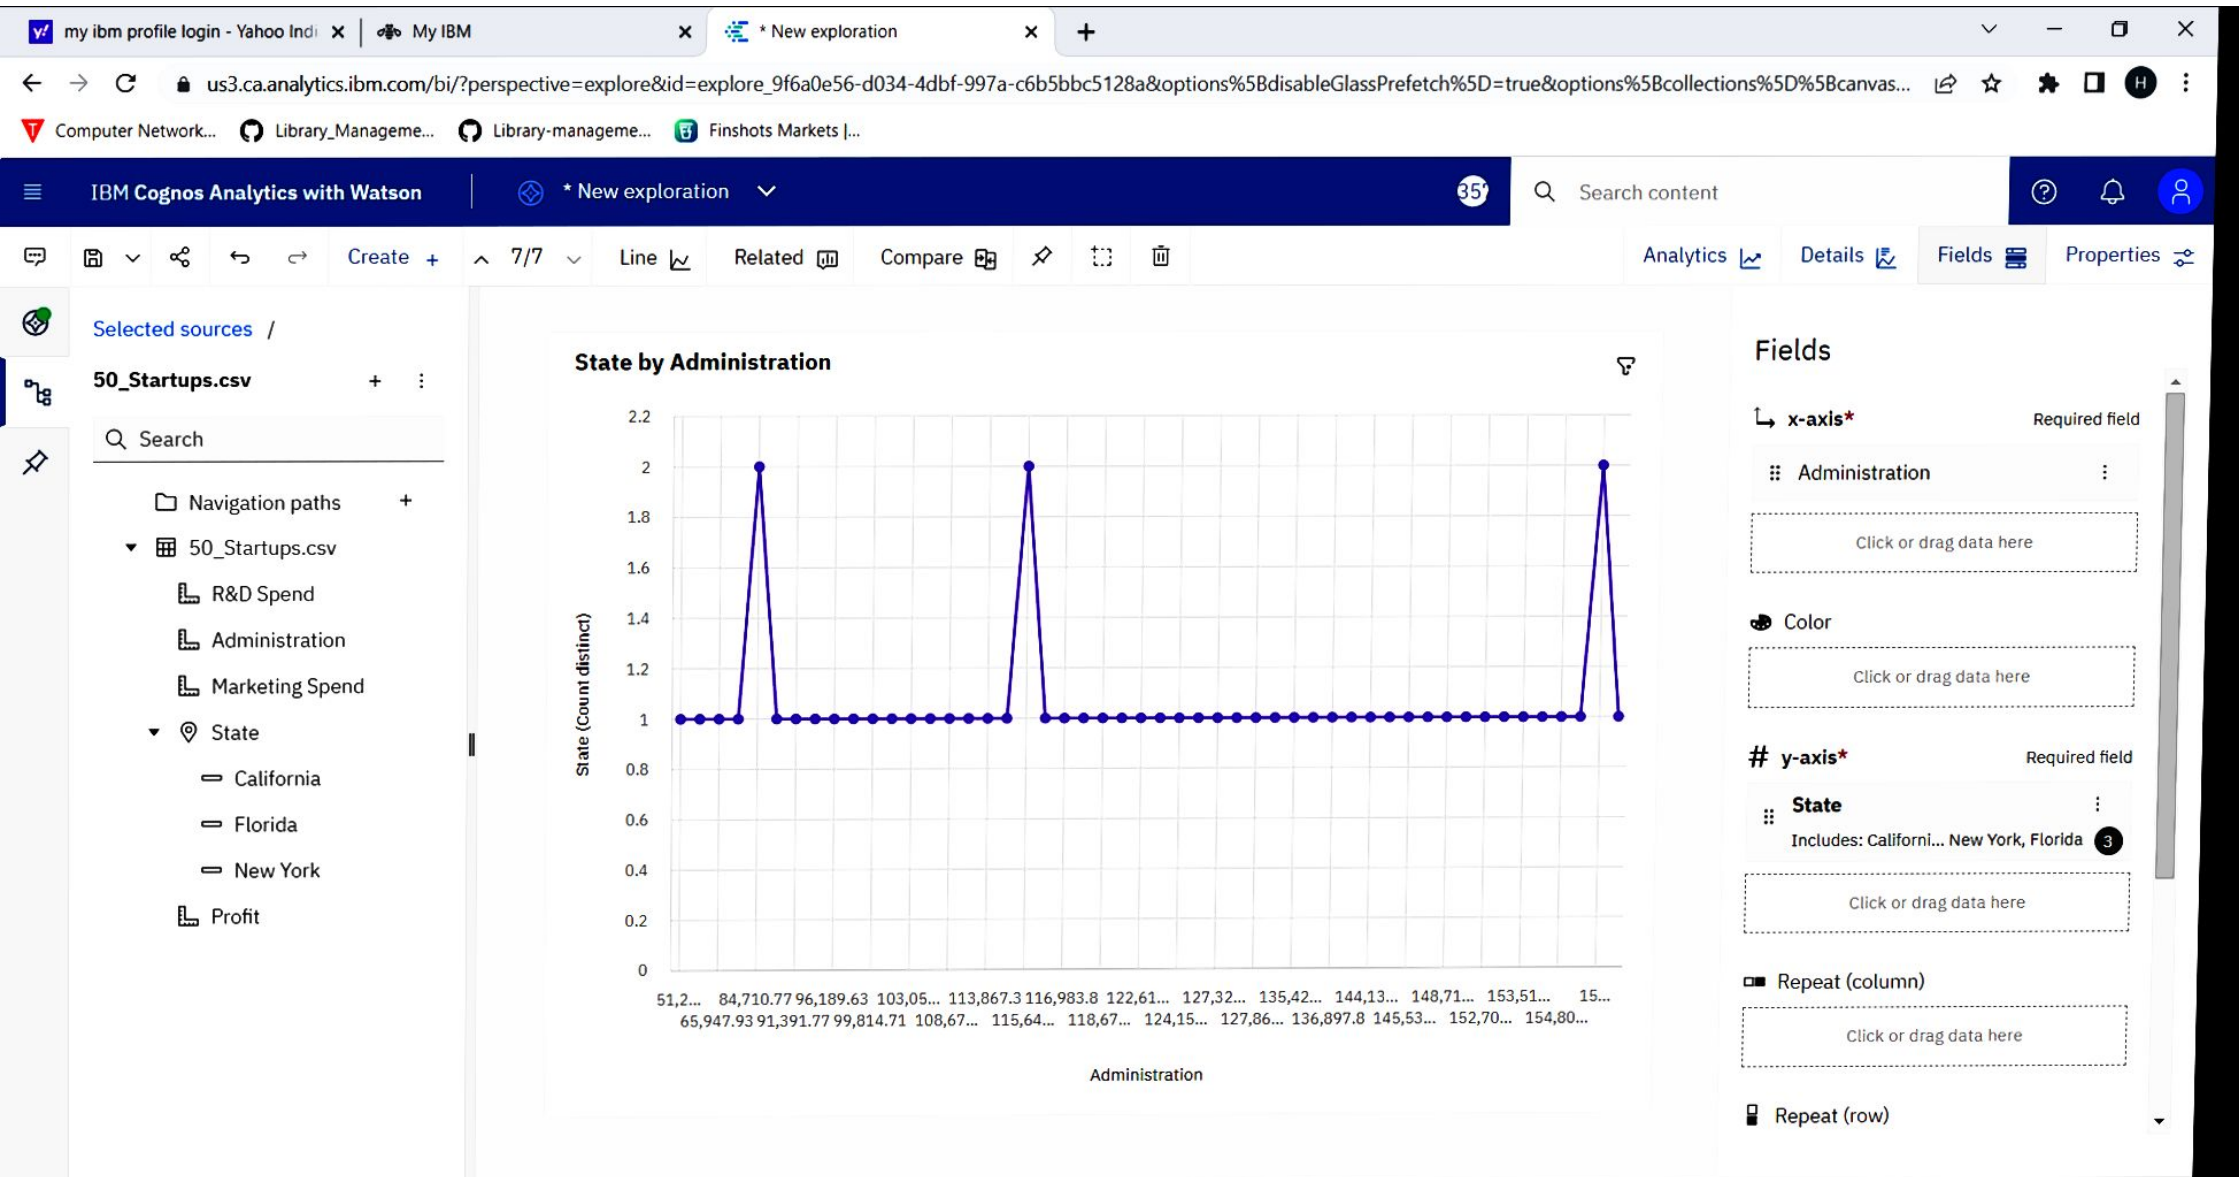 my ibm profile login - Yahoo Indi
My IBM
* New exploration
us3.ca.analytics.ibm.com/bi/?perspective=explore&id=explore_9f6a0e56-d034-4dbf-997a-c6b5bbc5128a&options%5BdisableGlassPrefetch%5D=true&options%5Bcollections%5D%5Bcanvas...
H
Computer Network...
Library_Manageme...
Library-manageme...
Finshots Markets |...
IBM Cognos Analytics with Watson
* New exploration
35
Search content
Create +
7/7
Line
Related
Compare
Analytics
Details
Fields
Properties
Selected sources /
50_Startups.csv
Search
Navigation paths
50_Startups.csv
R&D Spend
Administration
Marketing Spend
State
California
Florida
New York
Profit
State by Administration
State (Count distinct)
2.2
2
1.8
1.6
1.4
1.2
1
0.8
0.6
0.4
0.2
0
51,2... 84,710.77 96,189.63 103,05... 113,867.3 116,983.8 122,61... 127,32... 135,42... 144,13... 148,71... 153,51... 15...
65,947.93 91,391.77 99,814.71 108,67... 115,64... 118,67... 124,15... 127,86... 136,897.8 145,53... 152,70... 154,80...
Administration
Fields
x-axis* Required field
Administration
Click or drag data here
Color
Click or drag data here
# y-axis* Required field
State
Includes: Californi... New York, Florida 3
Click or drag data here
Repeat (column)
Click or drag data here
Repeat (row)